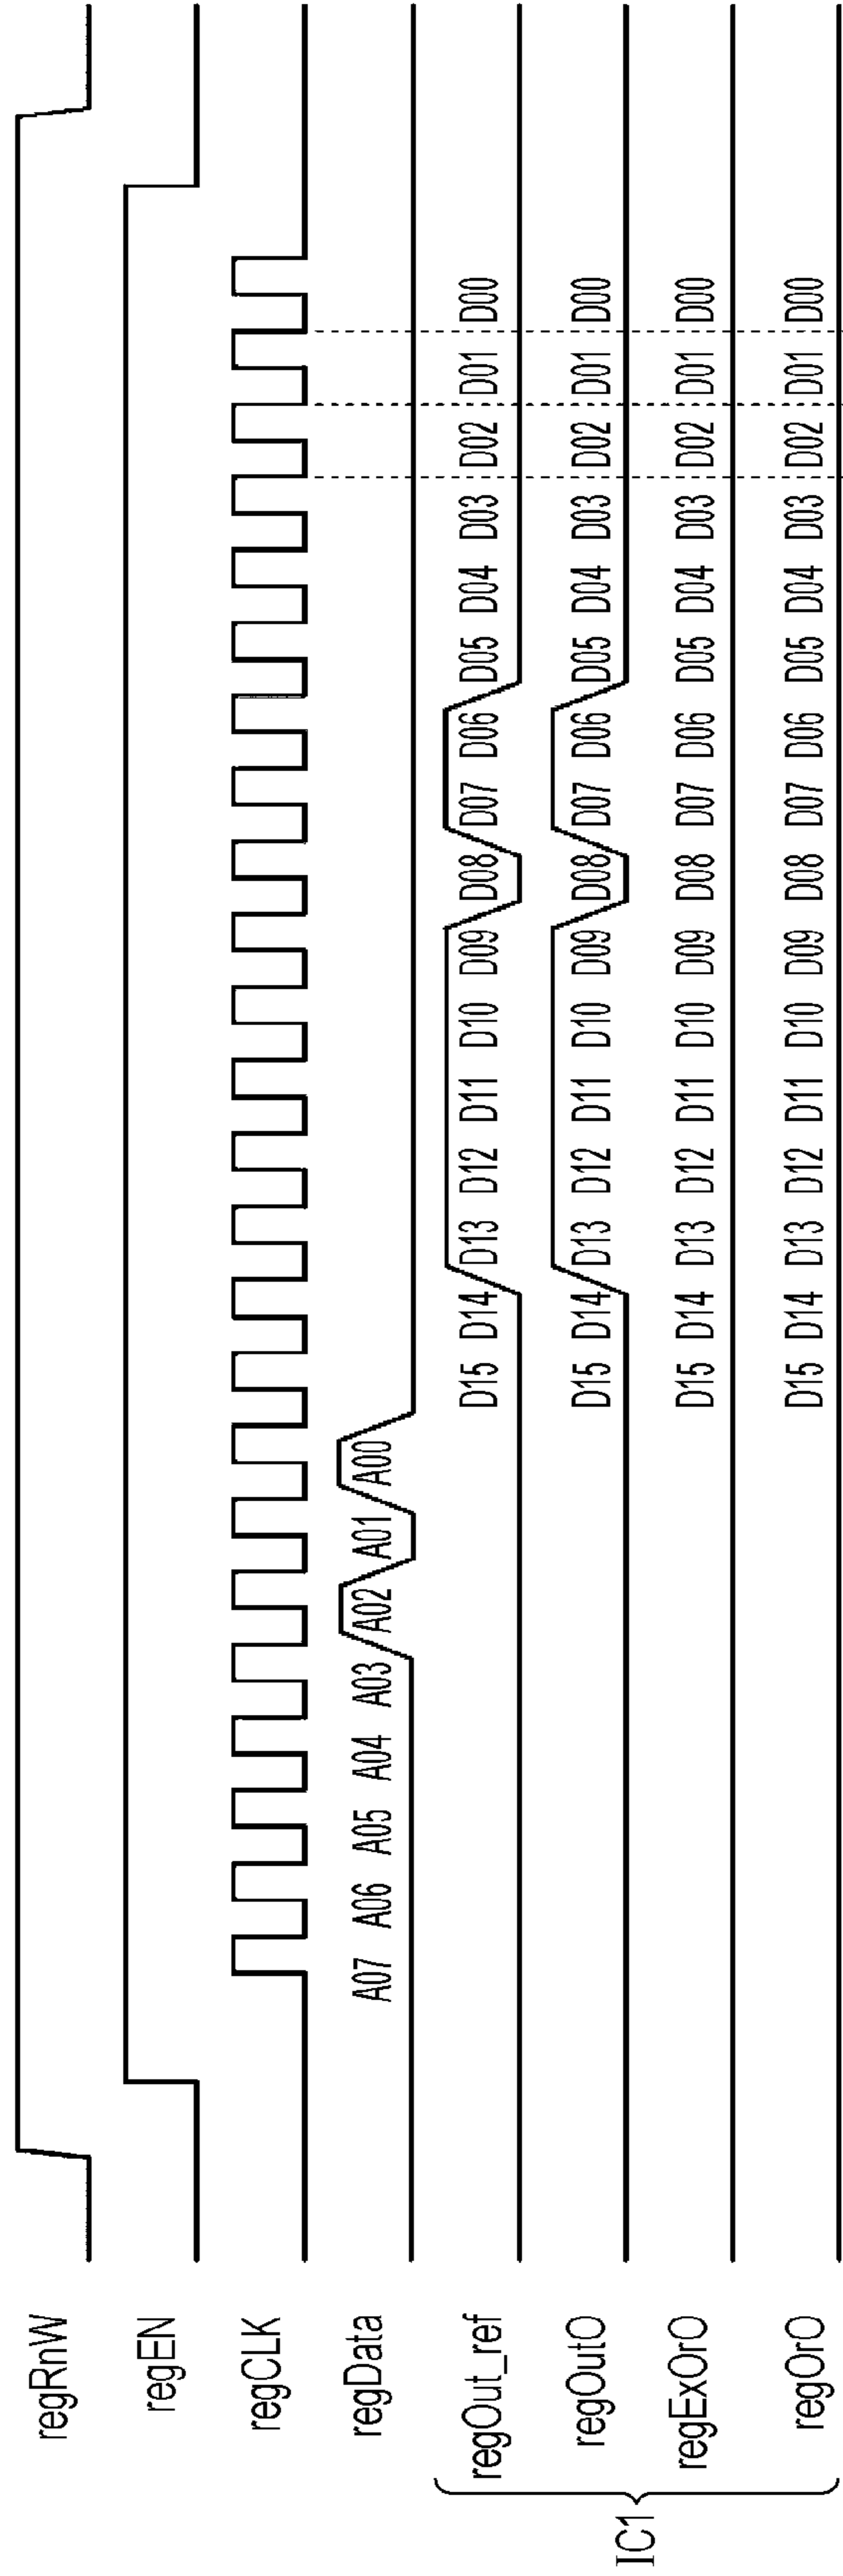 regRnW
regEN
regCLK
regData A07 A06 A05 A04 A03 A02 A01 A00
regOut_ref D15 D14 D13 D12 D11 D10 D09 D08 D07 D06 D05 D04 D03 D02 D01 D00
regOutO D15 D14 D13 D12 D11 D10 D09 D08 D07 D06 D05 D04 D03 D02 D01 D00
regExOrO D15 D14 D13 D12 D11 D10 D09 D08 D07 D06 D05 D04 D03 D02 D01 D00
regOrO D15 D14 D13 D12 D11 D10 D09 D08 D07 D06 D05 D04 D03 D02 D01 D00
IC1